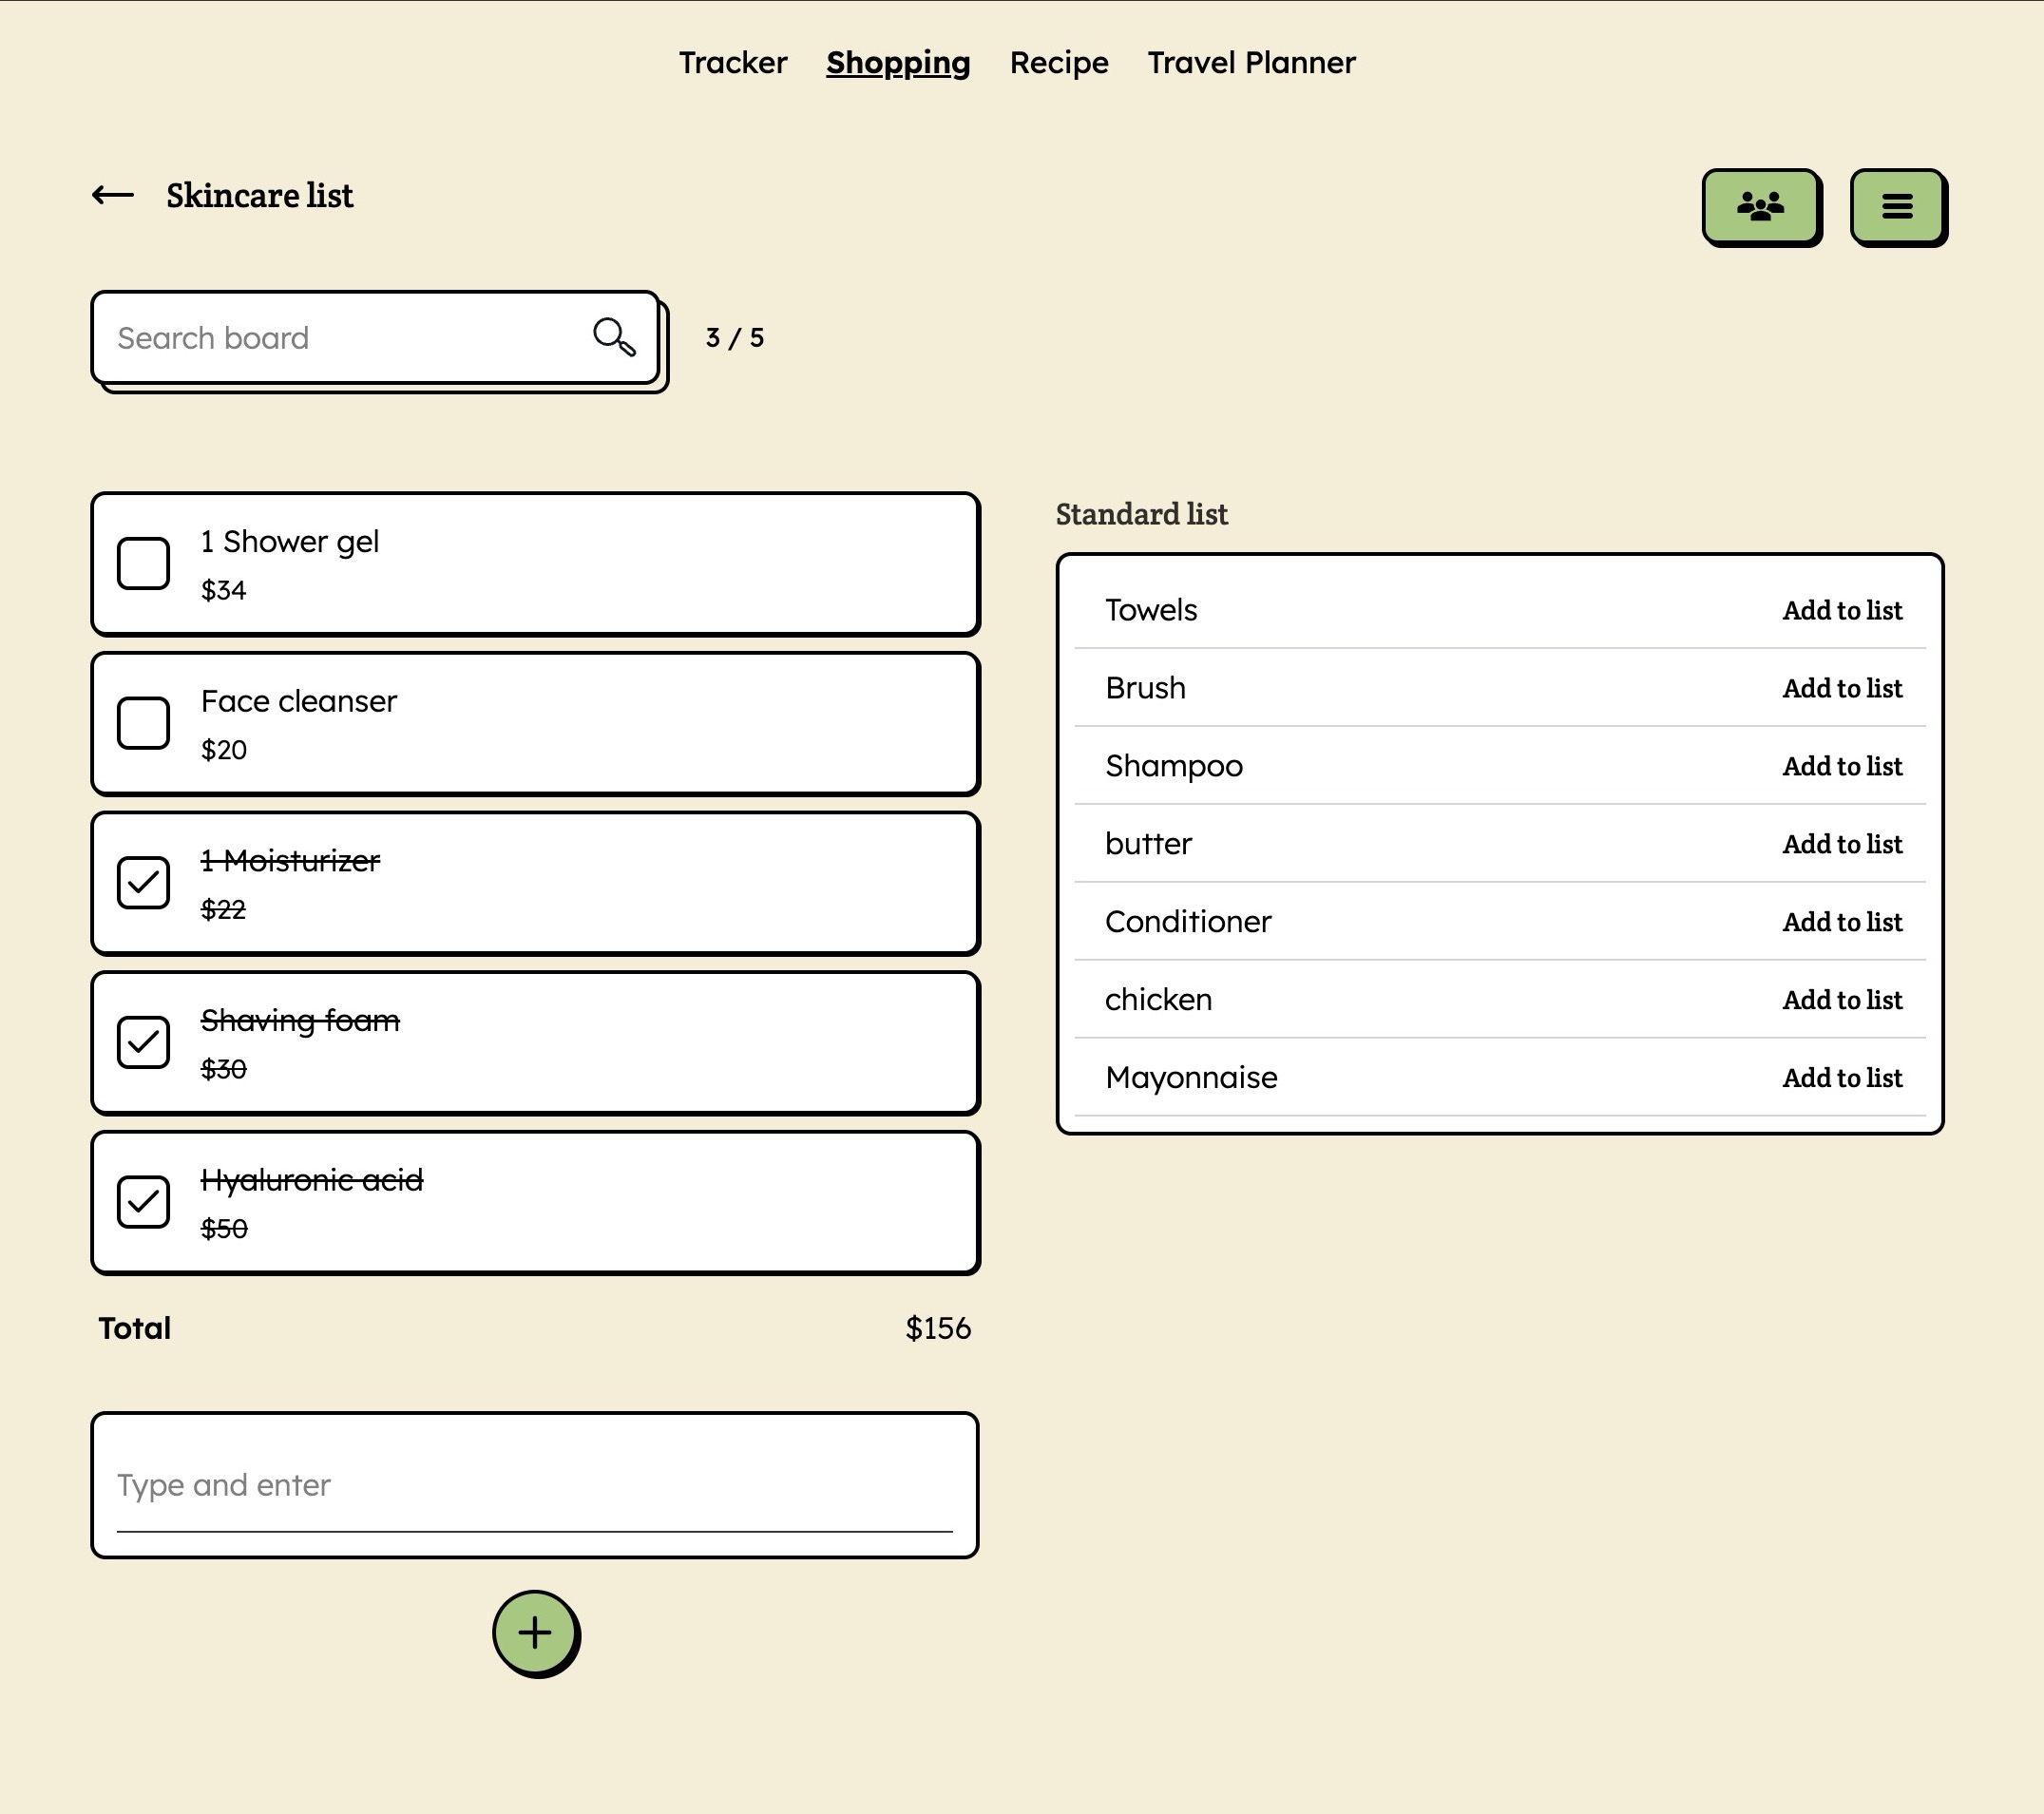 Tracker Shopping Recipe Travel Planner
Skincare list
Search board
3 / 5
1 Shower gel
$34
Face cleanser
$20
1 Moisturizer
$22
Shaving foam
$30
Hyaluronic acid
$50
Total $156
Type and enter
Standard list
Towels Add to list
Brush Add to list
Shampoo Add to list
butter Add to list
Conditioner Add to list
chicken Add to list
Mayonnaise Add to list